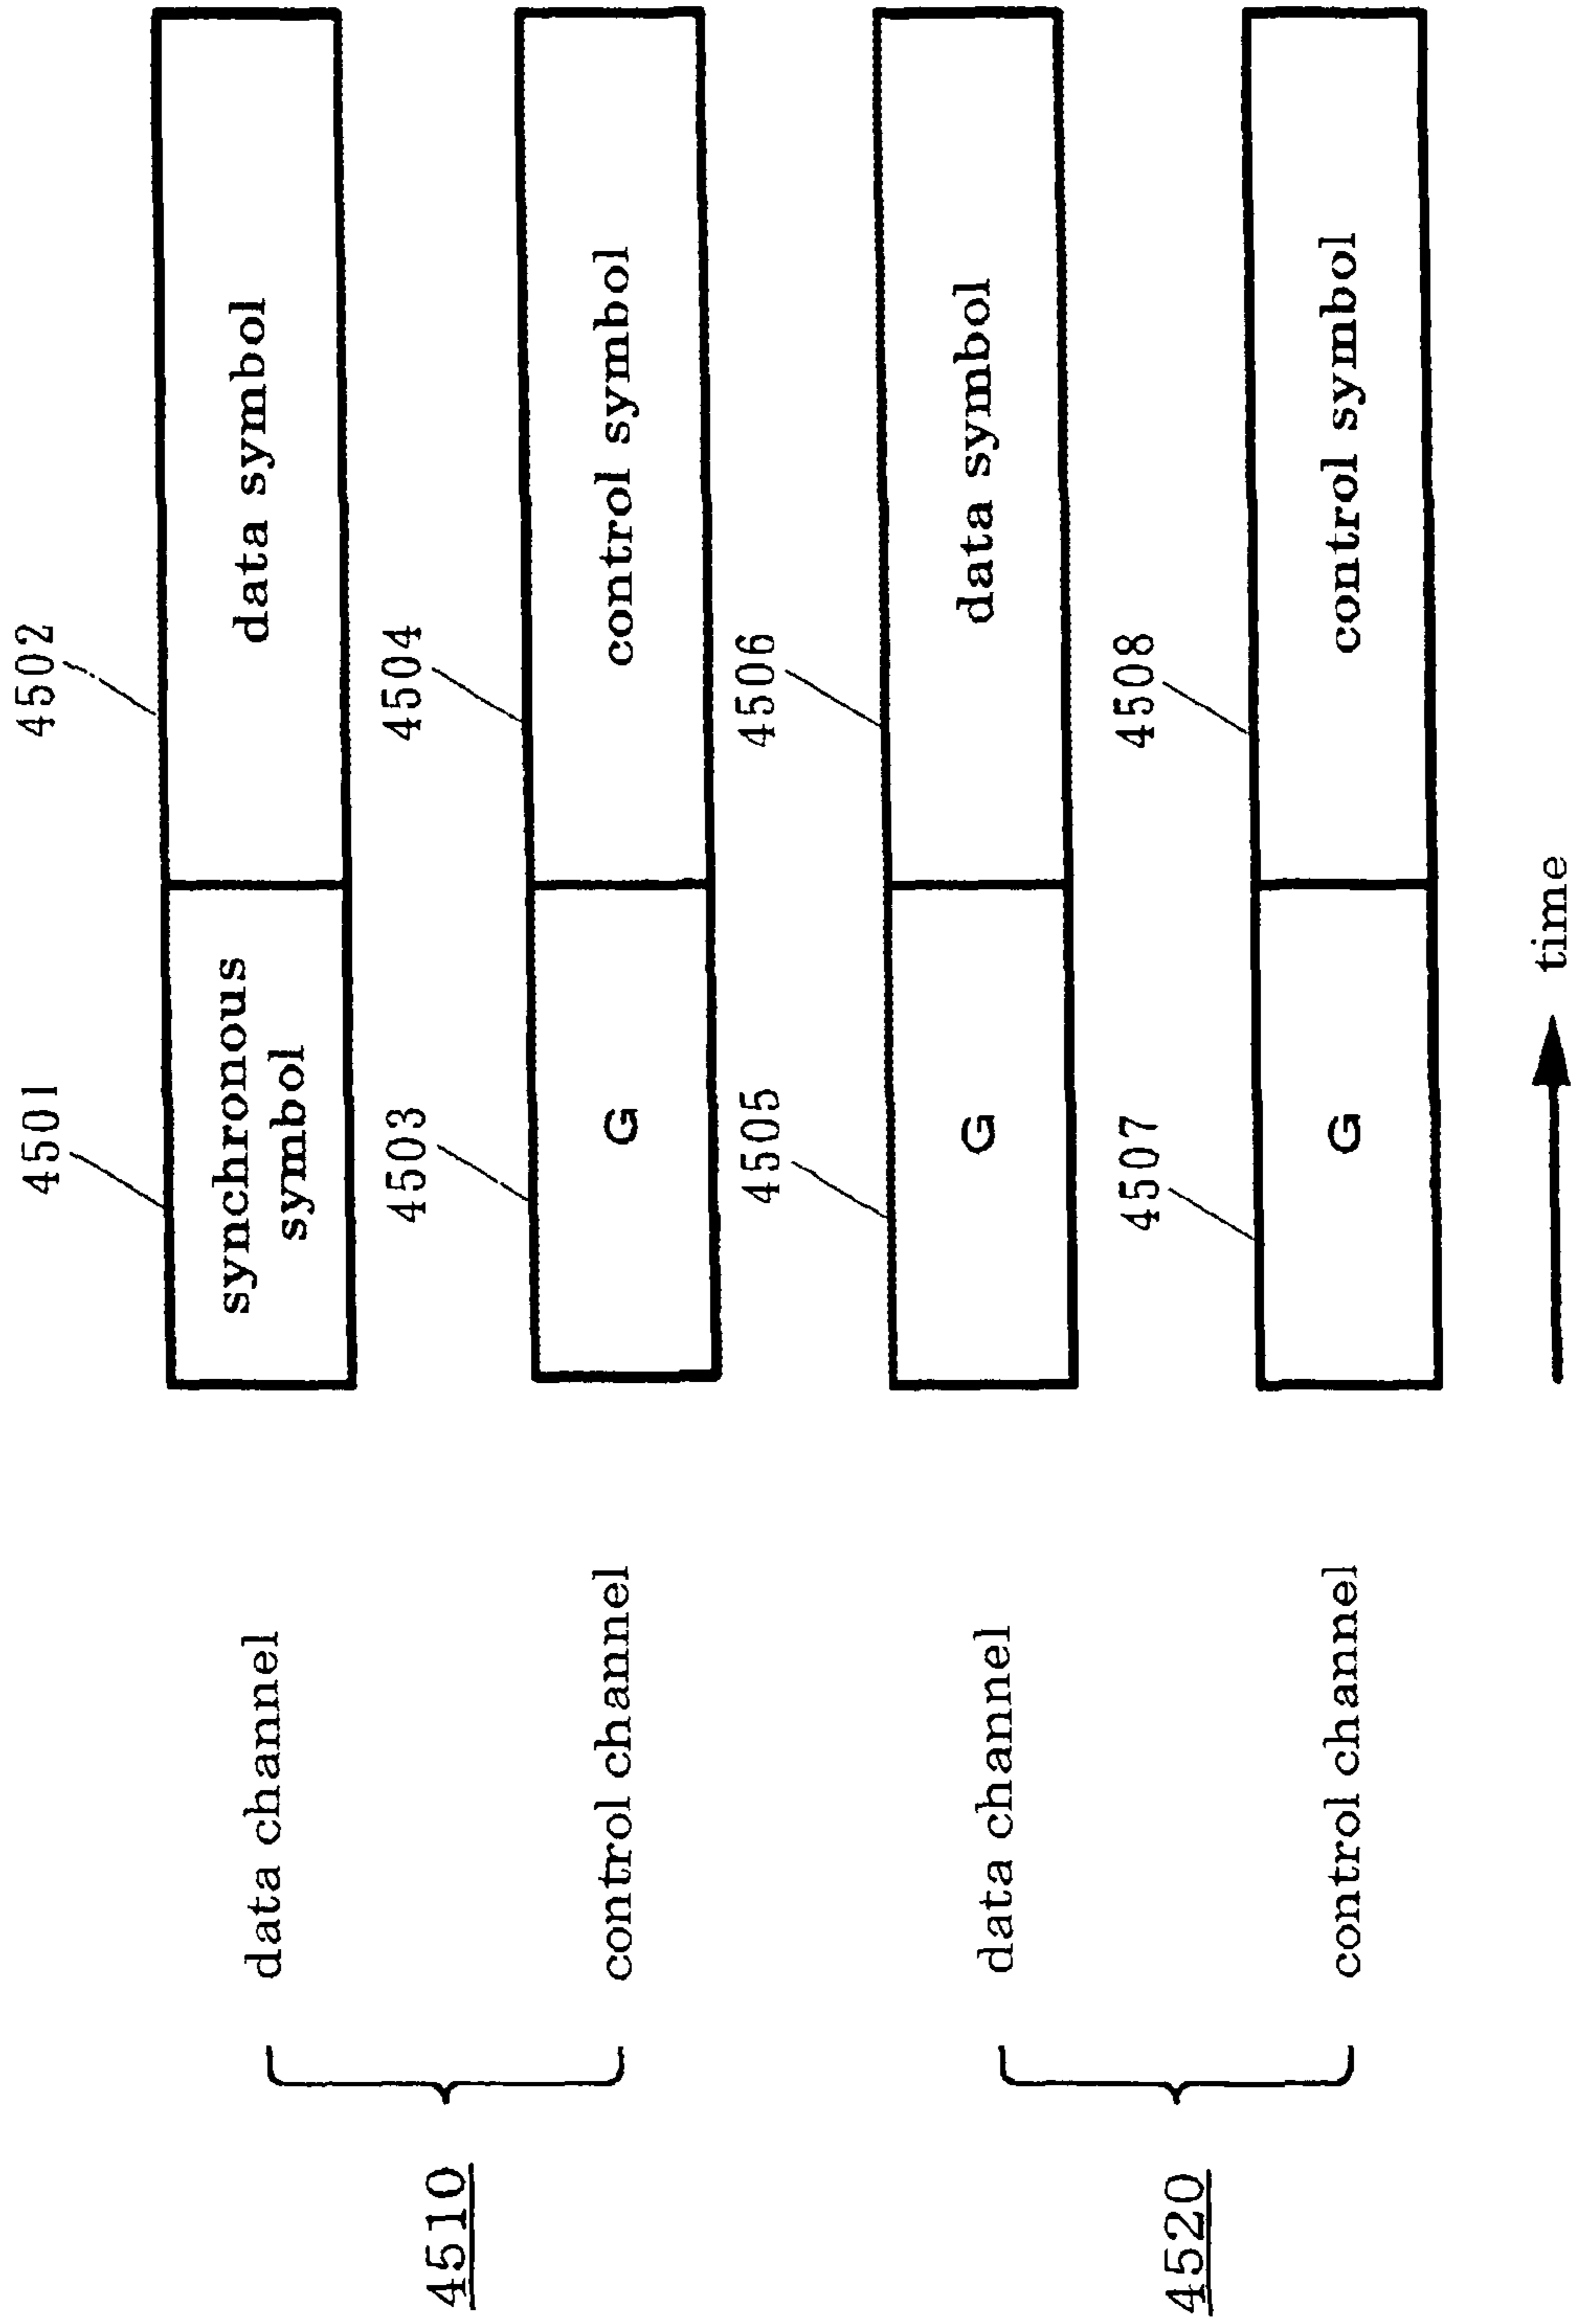 4501
4502
data channel
synchronous
symbol
data symbol
4510
4503
4504
control channel
G
control symbol
4505
4506
data channel
G
data symbol
4520
4507
4508
control channel
G
control symbol
time